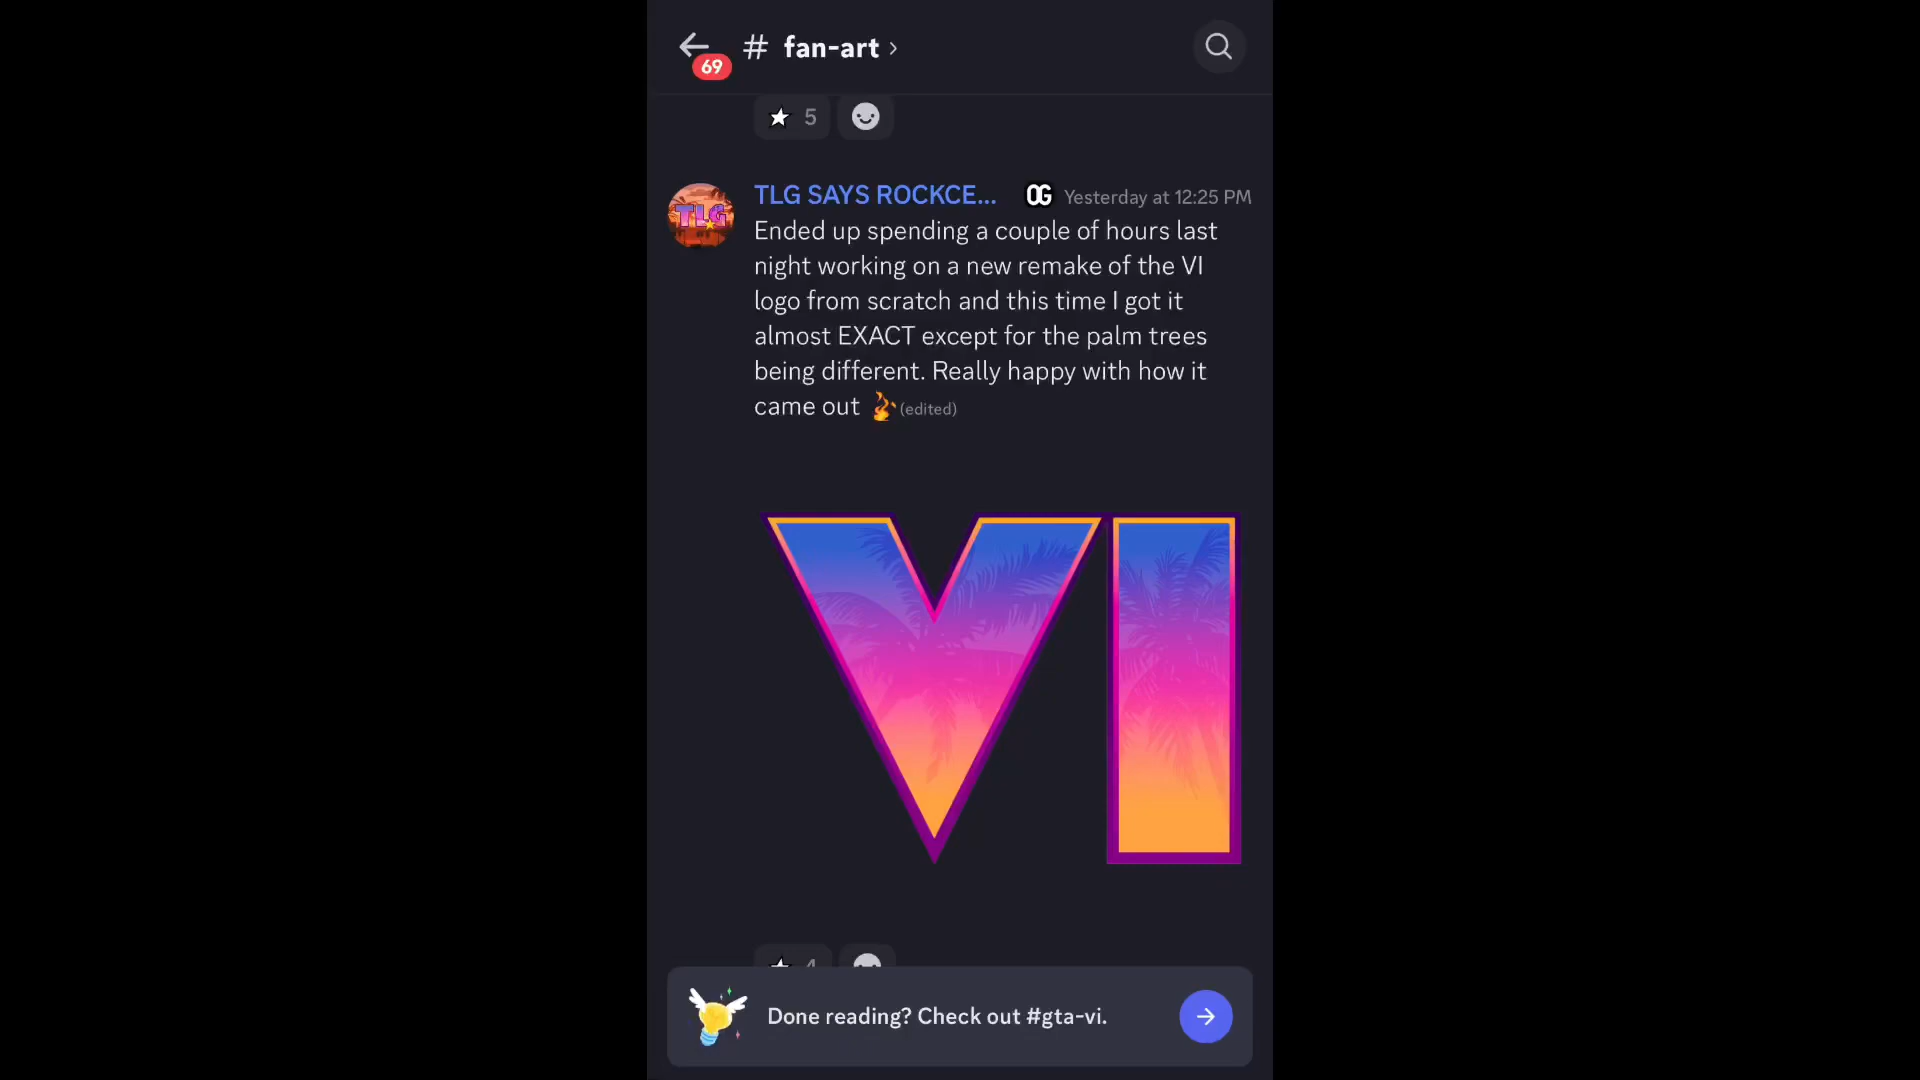 69
# fan-art
5
TLG SAYS ROCKCE... OG Yesterday at 12:25 PM
TLG
Ended up spending a couple of hours last
night working on a new remake of the VI
logo from scratch and this time I got it
almost EXACT except for the palm trees
being different. Really happy with how it
came out (edited)
VI
4
Done reading? Check out #gta-vi.